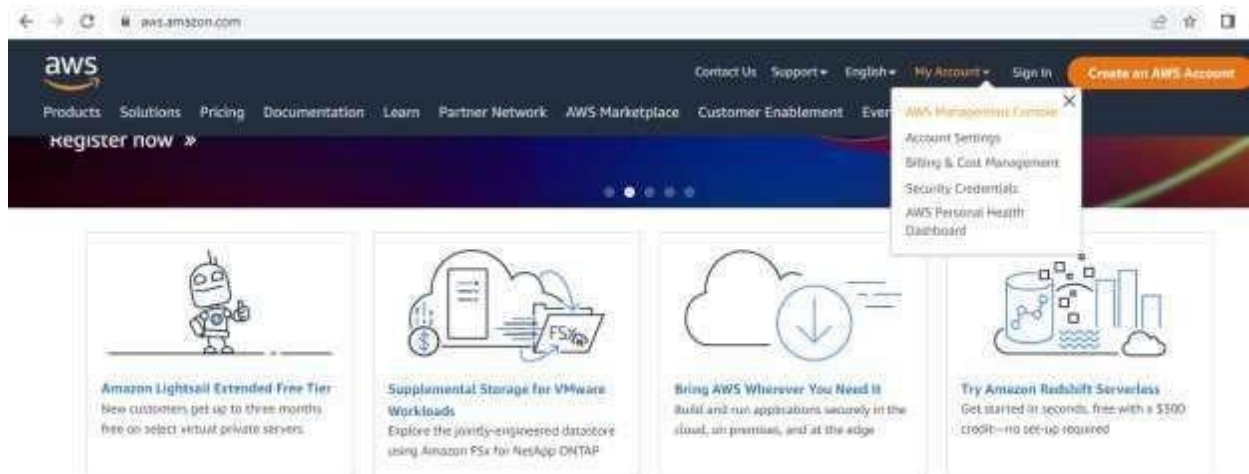 aws.amazon.com
aws
Contact Us Support English My Account Sign In Create an AWS Account
Products Solutions Pricing Documentation Learn Partner Network AWS Marketplace Customer Enablement Even
AWS Management Console
Account Settings
Billing & Cost Management
Security Credentials
AWS Personal Health
Dashboard
Register now »
FSx
Amazon Lightsail Extended Free Tier
New customers get up to three months
free on select virtual private servers
Supplemental Storage for VMware
Workloads
Explore the jointly-engineered datastore
using Amazon FSx for NetApp ONTAP
Bring AWS Wherever You Need It
Build and run applications securely in the
cloud, on premises, and at the edge
Try Amazon Redshift Serverless
Get started in seconds, free with a $300
credit—no set-up required